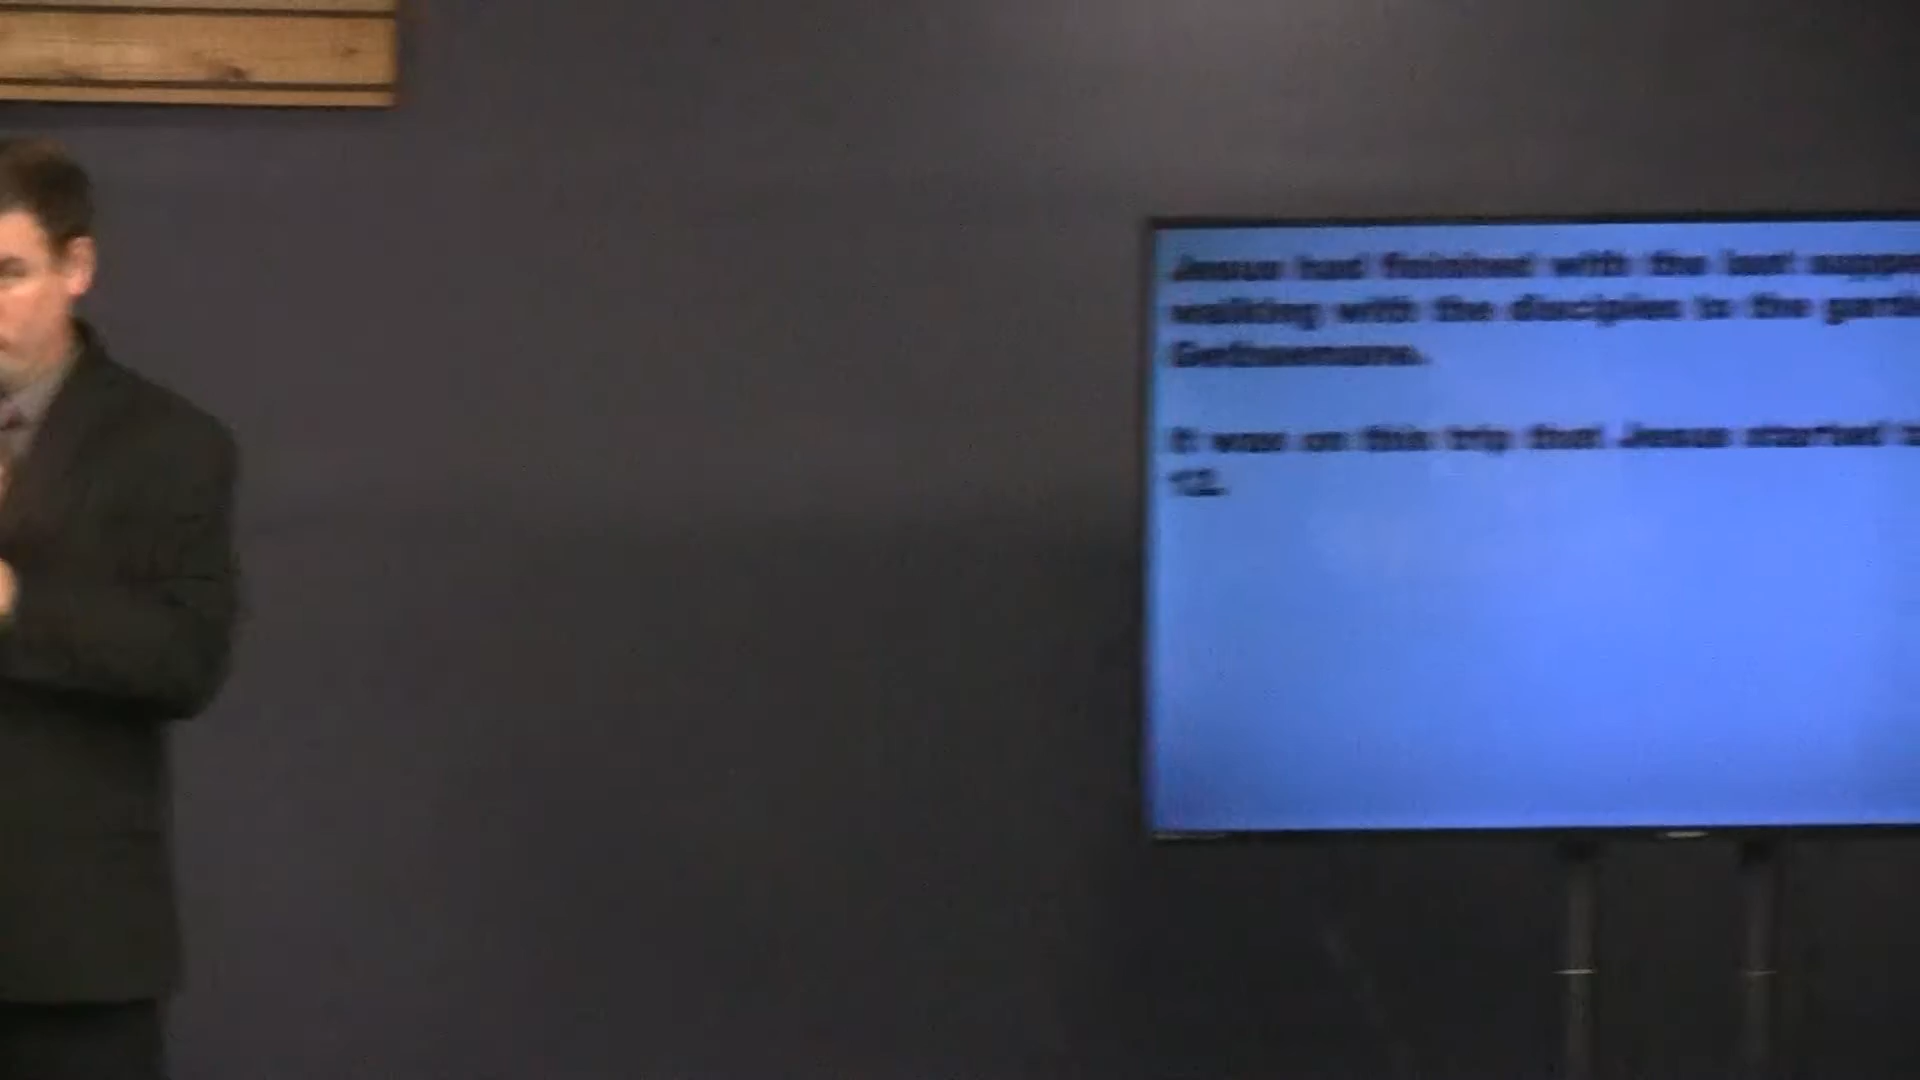 Jesus had finished with the last
walking with the disciples to the
Gethsemane.
It was on this trip that Jesus started
12.